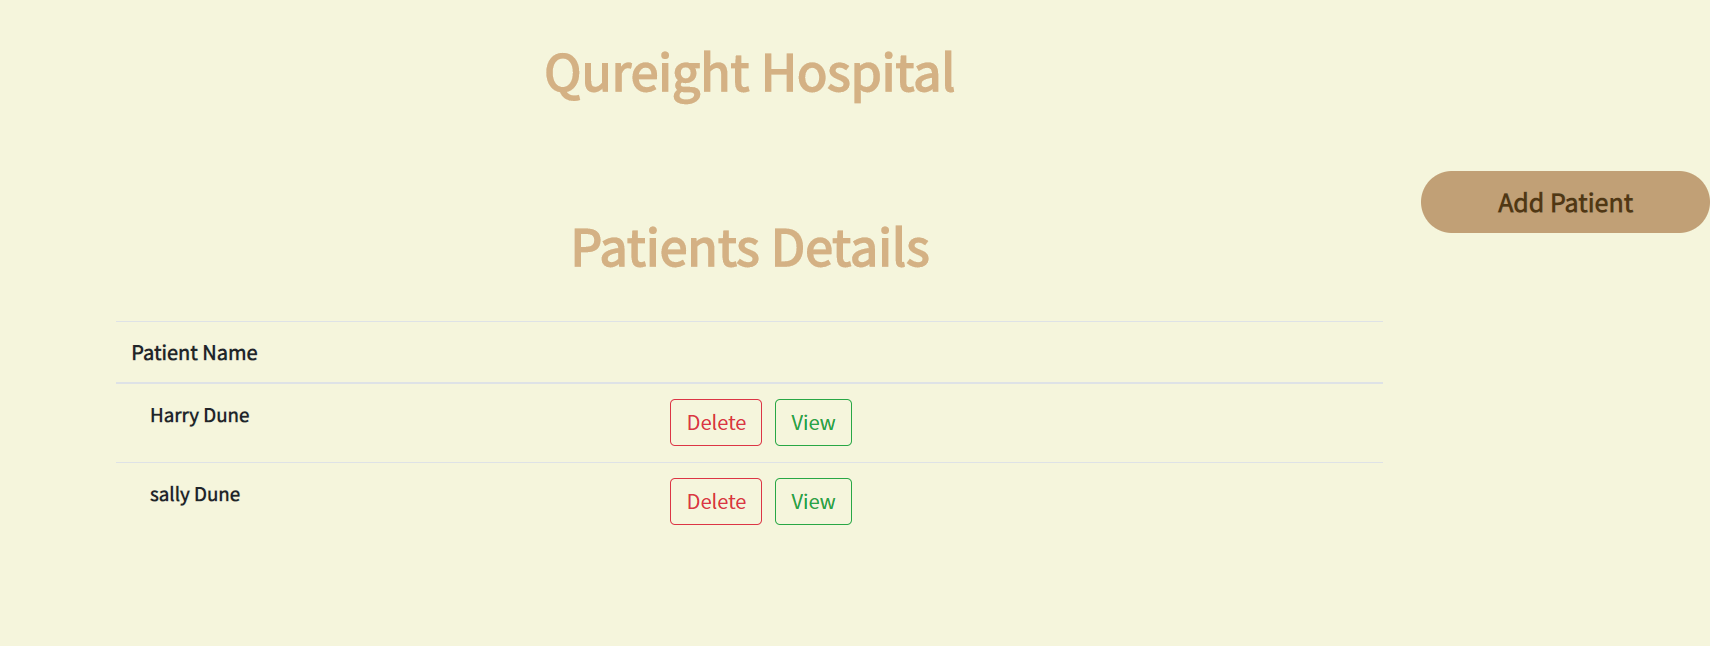 Qureight Hospital
Add Patient
Patients Details
Patient Name
Harry Dune Delete View
sally Dune Delete View